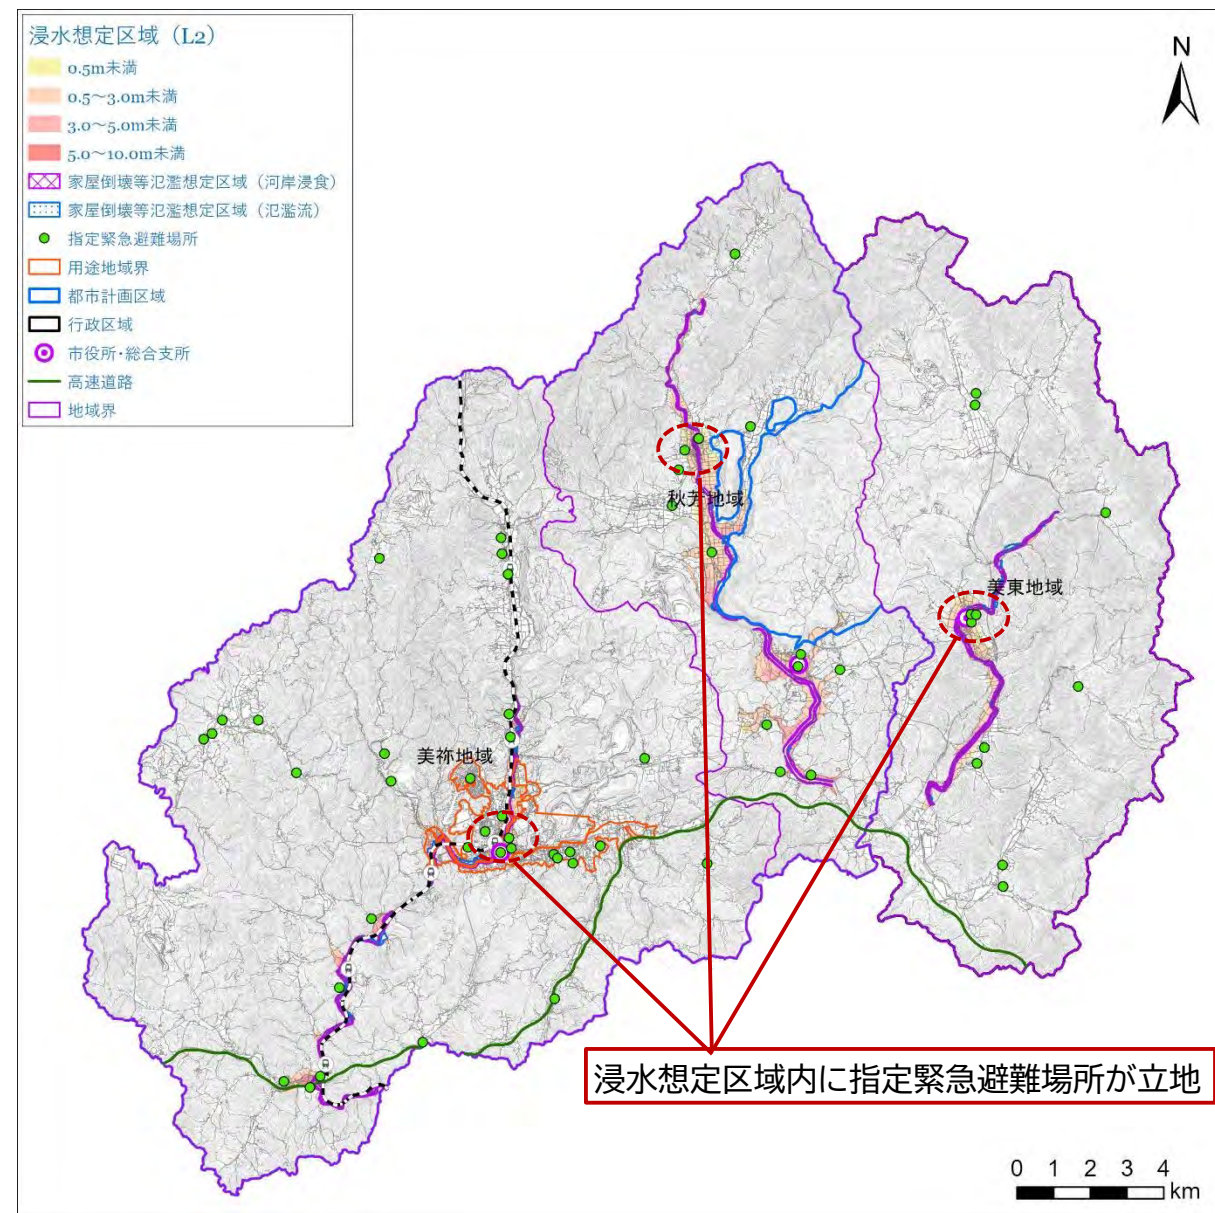 浸水想定区域（L2）
0.5m未満
0.5～3.0m未満
3.0～5.0m未満
5.0～10.0m未満
家屋倒壊等氾濫想定区域（河岸浸食）
家屋倒壊等氾濫想定区域（氾濫流）
指定緊急避難場所
用途地域界
都市計画区域
行政区域
市役所・総合支所
高速道路
地域界
N
秋芳地域
美東地域
美祢地域
浸水想定区域内に指定緊急避難場所が立地
0 1 2 3 4
km